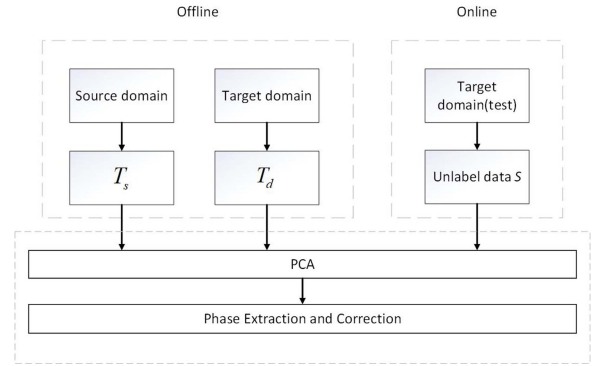 Offline
Online
Source domain
Target domain
Target
domain(test)
T_s
T_d
Unlabel data S
PCA
Phase Extraction and Correction